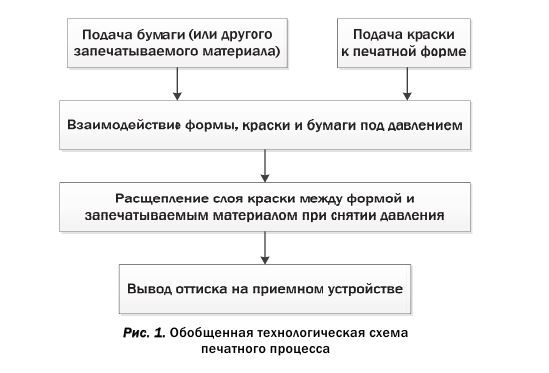 Подача бумаги (или другого
запечатываемого материала)
Подача краски
к печатной форме
Взаимодействие формы, краски и бумаги под давлением
Расщепление слоя краски между формой и
запечатываемым материалом при снятии давления
Вывод оттиска на приемном устройстве
Рис. 1. Обобщенная технологическая схема
печатного процесса